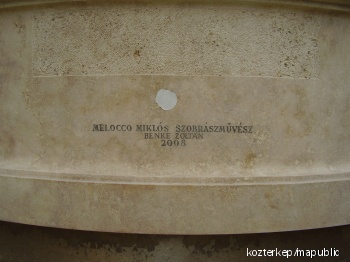 MELOCCO MIKLÓS SZOBRÁSZMŰVÉSZ
BENKE ZOLTÁN
2008
kozterkep/mapublic